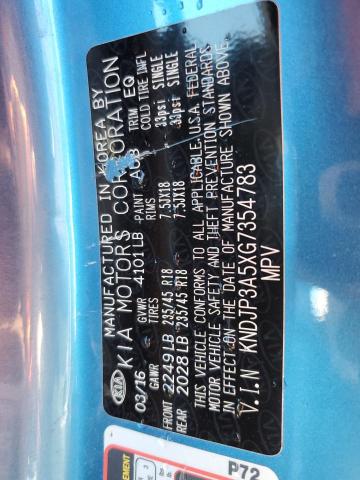 MANUFACTURED IN KOREA BY
KIA KIA MOTORS CORPORATION
03/16 GVWR 4101LB PAINT TRIM EQ
GAWR TIRES RIMS COLD TIRE INFL
FRONT 2249LB 235/45 R18 7.5JX18 33psi SINGLE
REAR 2028LB 235/45 R18 7.5JX18 33psi SINGLE
THIS VEHICLE CONFORMS TO ALL APPLICABLE U.S.A. FEDERAL
MOTOR VEHICLE SAFETY AND THEFT PREVENTION STANDARDS
IN EFFECT ON THE DATE OF MANUFACTURE SHOWN ABOVE.
V.I.N KNDJP3A5XG7354783
MPV
P72